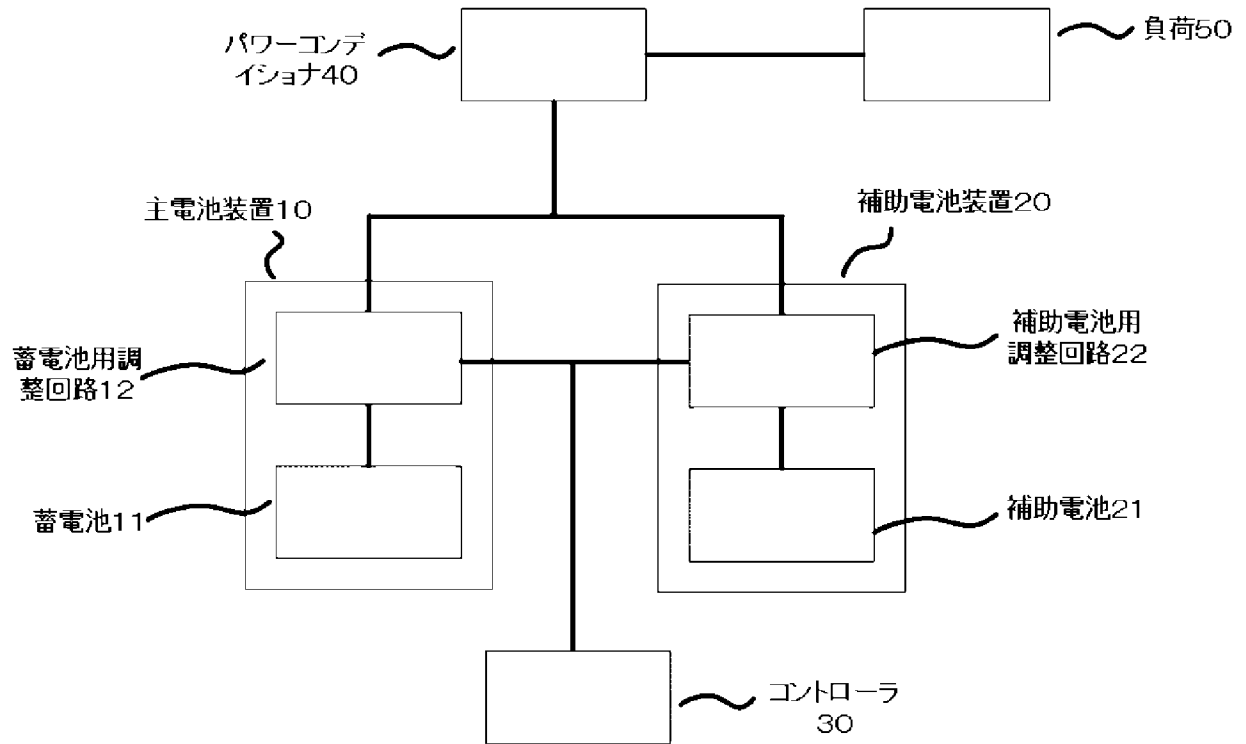 パワーコンデ
イショナ40
負荷50
主電池装置10
補助電池装置20
蓄電池用調
整回路12
補助電池用
調整回路22
蓄電池11
補助電池21
コントローラ
30